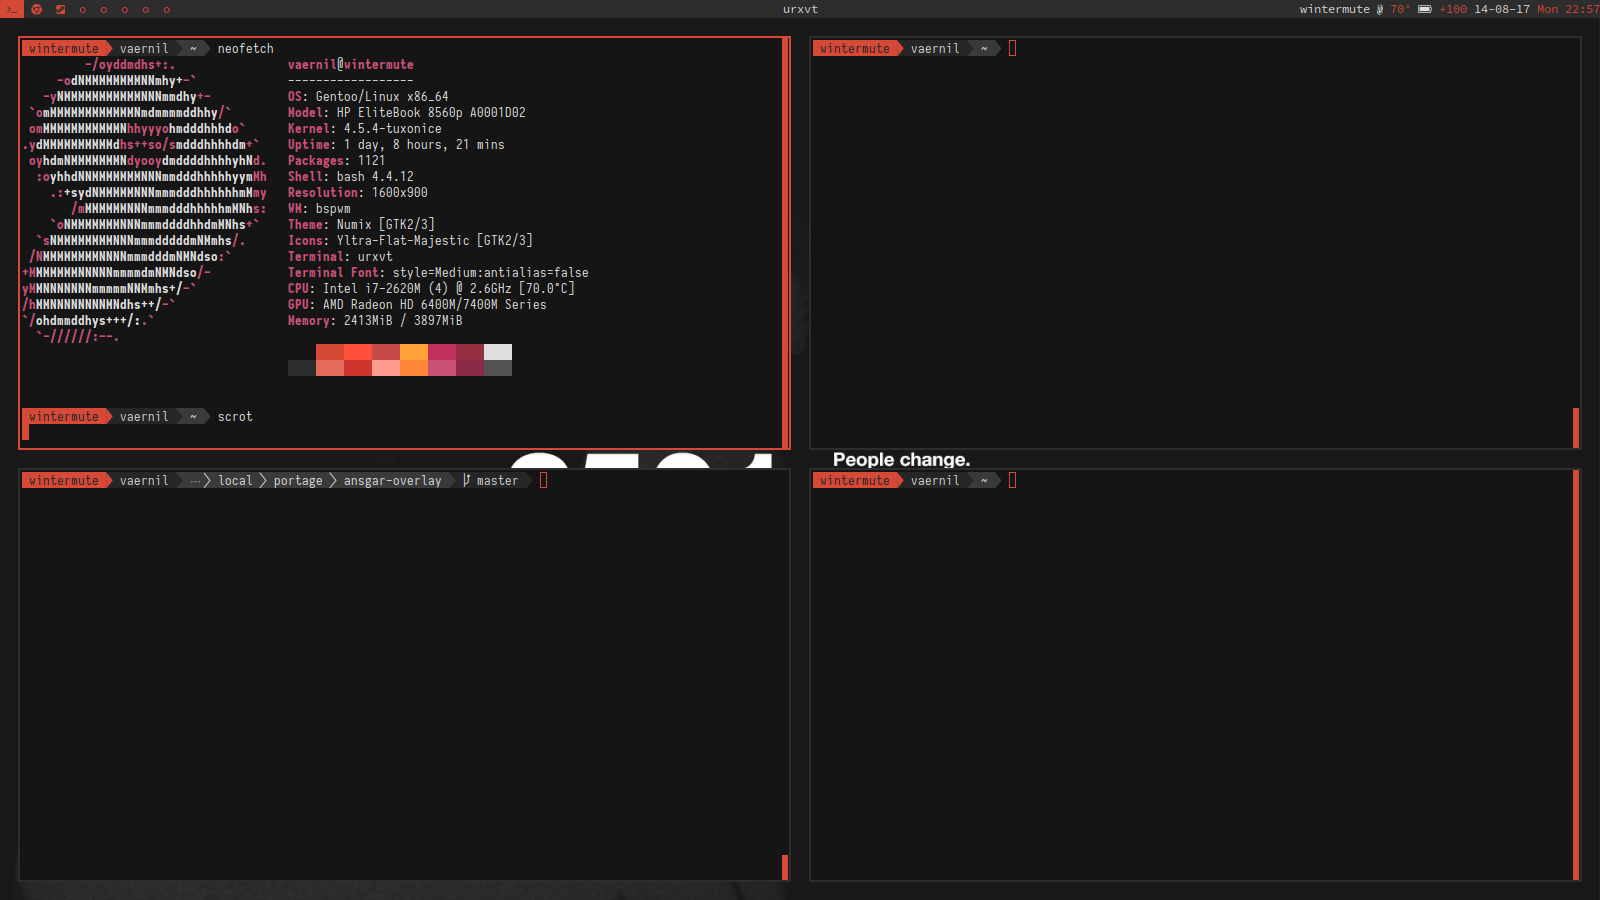 >_ urxvt wintermute 70° +100 14-08-17 Mon 22:57
wintermute vaernil ~ neofetch
-/oyddmdhs+:.
vaernil@wintermute
-odNMMMMMMMMNNmhy+-`
------------------
-yNMMMMMMMMMMMNNNmmdhy+-
OS: Gentoo/Linux x86_64
`omMMMMMMMMMMMMNmdmmmmddhhy/`
Model: HP EliteBook 8560p A0001D02
omMMMMMMMMMMMNhhyyyohmdddhhhdo`
Kernel: 4.5.4-tuxonice
.ydMMMMMMMMMMdhs++so/smdddhhhhdm+`
Uptime: 1 day, 8 hours, 21 mins
oyhdmNMMMMMMMNdyooydmddddhhhhyhNd.
Packages: 1121
:oyhhdNNMMMMMMMNNNmmdddhhhhhyymMh
Shell: bash 4.4.12
.:+sydNMMMMMNNNmmmdddhhhhhhmMmy
Resolution: 1600x900
/mMMMMMMNNNmmmdddhhhhhmMNhs:
WM: bspwm
`oNMMMMMMMNNNmmmddddhhdmMNhs+`
Theme: Numix [GTK2/3]
`sNMMMMMMMMNNNmmmdddddmNMmhs/.
Icons: Yltra-Flat-Majestic [GTK2/3]
/NMMMMMMMMNNNNmmmdddmNMNdso:`
Terminal: urxvt
+MMMMMMMNNNNNmmmmdmNMNdso/-
Terminal Font: style=Medium:antialias=false
yMMNNNNNNNmmmmmNNMmhs+/-`
CPU: Intel i7-2620M (4) @ 2.6GHz [70.0°C]
/hMMNNNNNNNNMNdhs++/-`
GPU: AMD Radeon HD 6400M/7400M Series
`/ohdmmddhys+++/:.`
Memory: 2413MiB / 3897MiB
`-//////:--.
wintermute vaernil ~ scrot
wintermute vaernil ~
People change.
wintermute vaernil ··· local portage ansgar-overlay master
wintermute vaernil ~